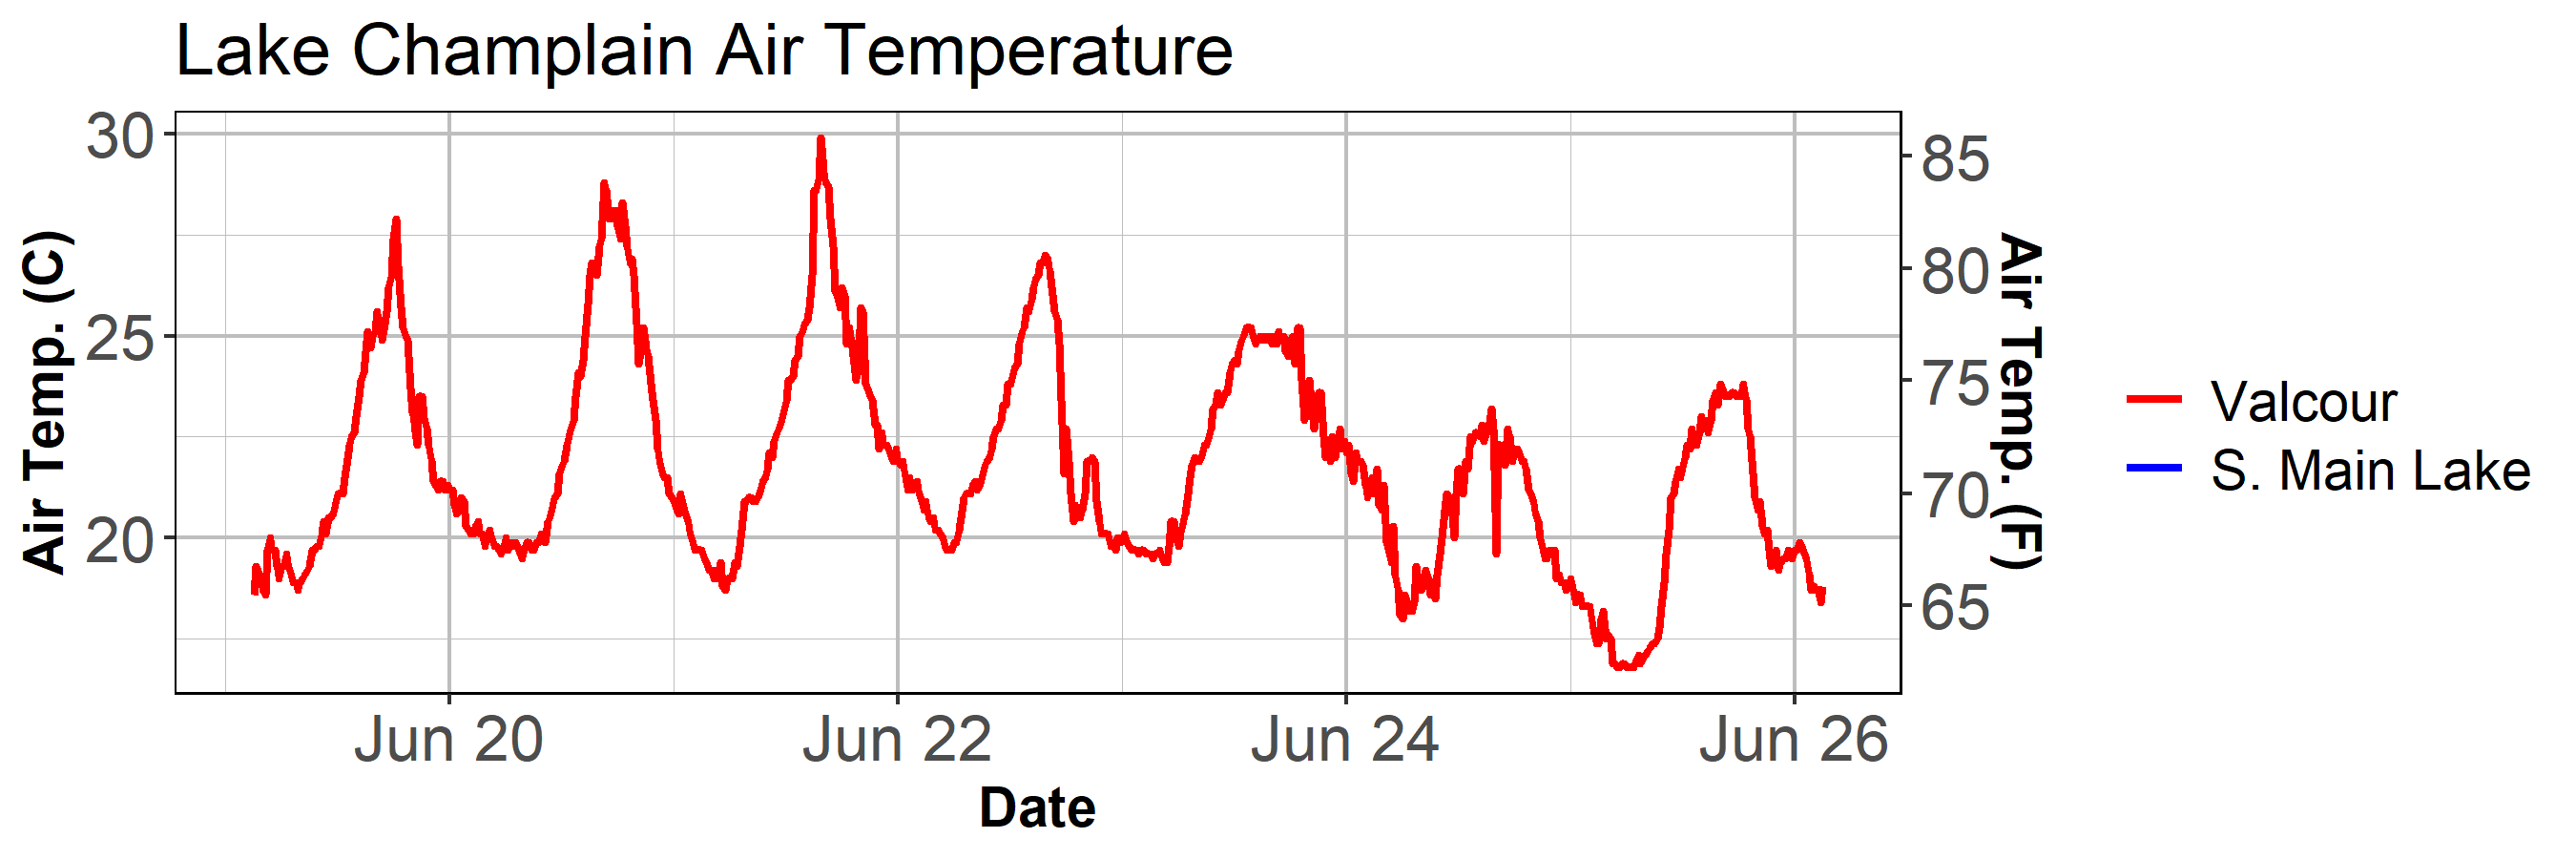 Lake Champlain Air Temperature
30
25
20
Air Temp. (C)
85
80
75
70
65
Air Temp. (F)
Jun 20
Jun 22
Jun 24
Jun 26
Date
Valcour
S. Main Lake